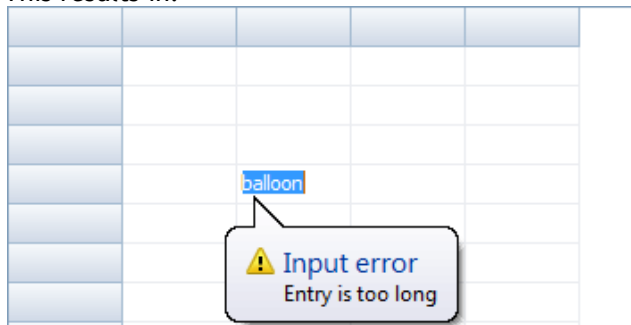 This results in:
balloon
Input error
Entry is too long